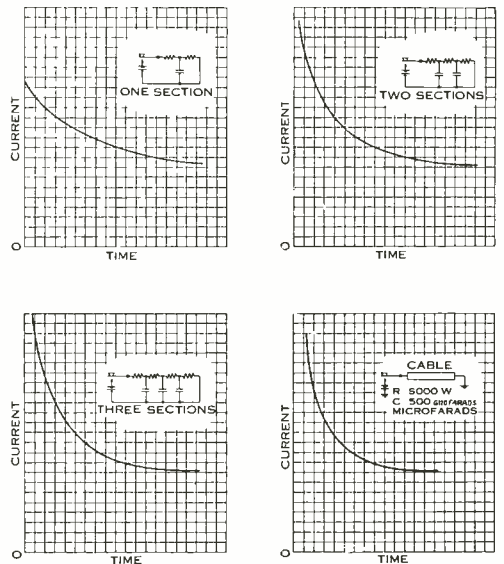 CURRENT
ONE SECTION
O
TIME
CURRENT
TWO SECTIONS
O
TIME
CURRENT
THREE SECTIONS
O
TIME
CURRENT
CABLE
R 5000 W
C 500
MICROFARADS
O
TIME